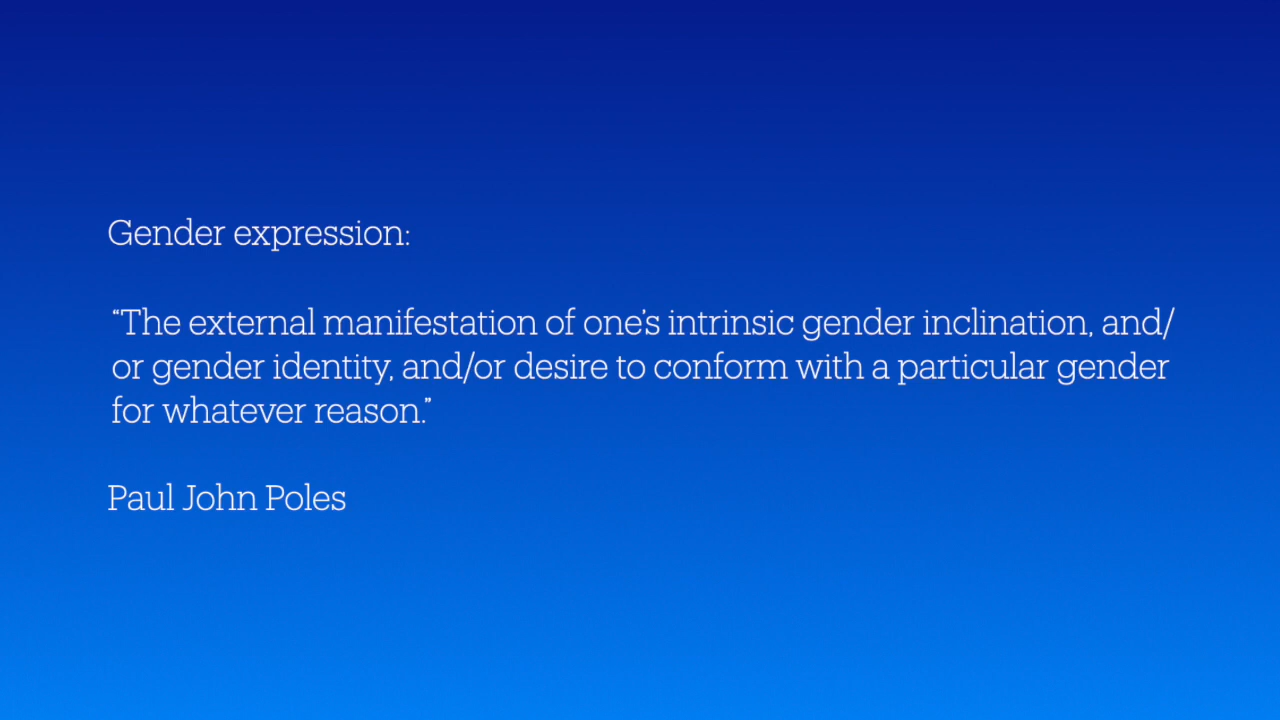 Gender expression:
“The external manifestation of one’s intrinsic gender inclination, and/
or gender identity, and/or desire to conform with a particular gender
for whatever reason.”
Paul John Poles